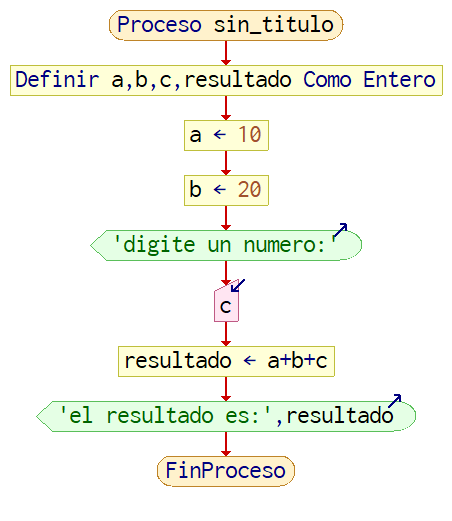 Proceso sin_titulo
Definir a,b,c,resultado Como Entero
a ← 10
b ← 20
'digite un numero:'
c
resultado ← a+b+c
'el resultado es:',resultado
FinProceso